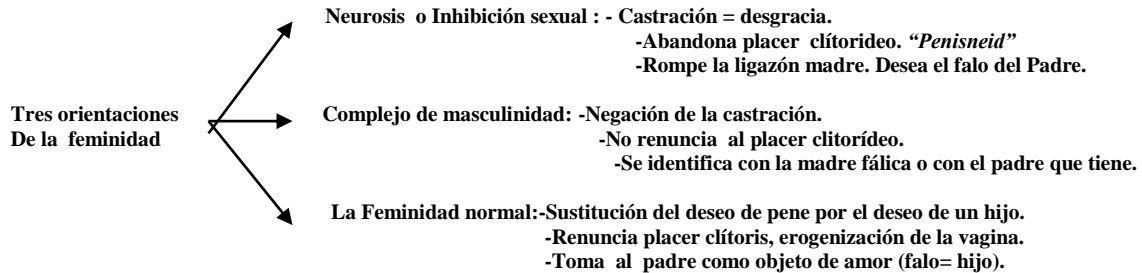 Neurosis o Inhibición sexual : - Castración = desgracia.
-Abandona placer clítorideo. “Penisneid”
-Rompe la ligazón madre. Desea el falo del Padre.
Tres orientaciones
De la feminidad
Complejo de masculinidad: -Negación de la castración.
-No renuncia al placer clitorídeo.
-Se identifica con la madre fálica o con el padre que tiene.
La Feminidad normal:-Sustitución del deseo de pene por el deseo de un hijo.
-Renuncia placer clítoris, erogenización de la vagina.
-Toma al padre como objeto de amor (falo= hijo).